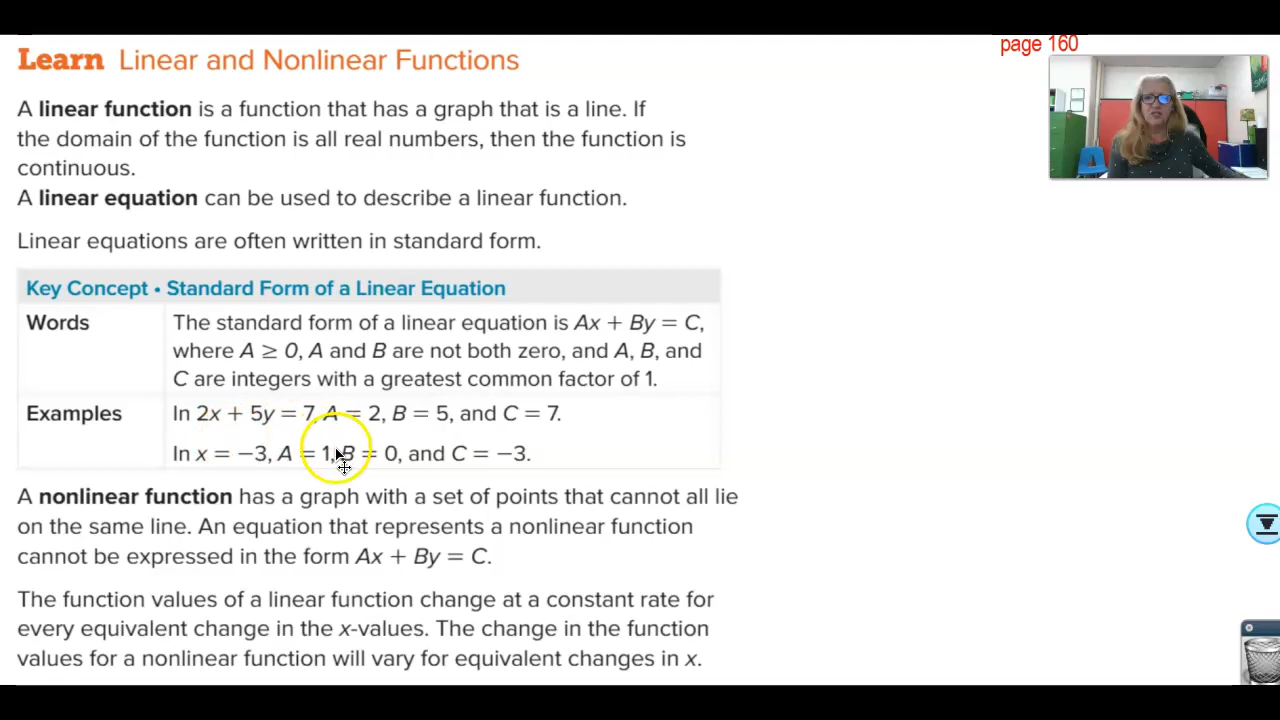 page 160
Learn Linear and Nonlinear Functions
A linear function is a function that has a graph that is a line. If
the domain of the function is all real numbers, then the function is
continuous.
A linear equation can be used to describe a linear function.
Linear equations are often written in standard form.
Key Concept • Standard Form of a Linear Equation
Words
The standard form of a linear equation is Ax + By = C,
where A ≥ 0, A and B are not both zero, and A, B, and
C are integers with a greatest common factor of 1.
Examples
In 2x + 5y = 7, A = 2, B = 5, and C = 7.
In x = −3, A = 1, B = 0, and C = −3.
A nonlinear function has a graph with a set of points that cannot all lie
on the same line. An equation that represents a nonlinear function
cannot be expressed in the form Ax + By = C.
The function values of a linear function change at a constant rate for
every equivalent change in the x-values. The change in the function
values for a nonlinear function will vary for equivalent changes in x.